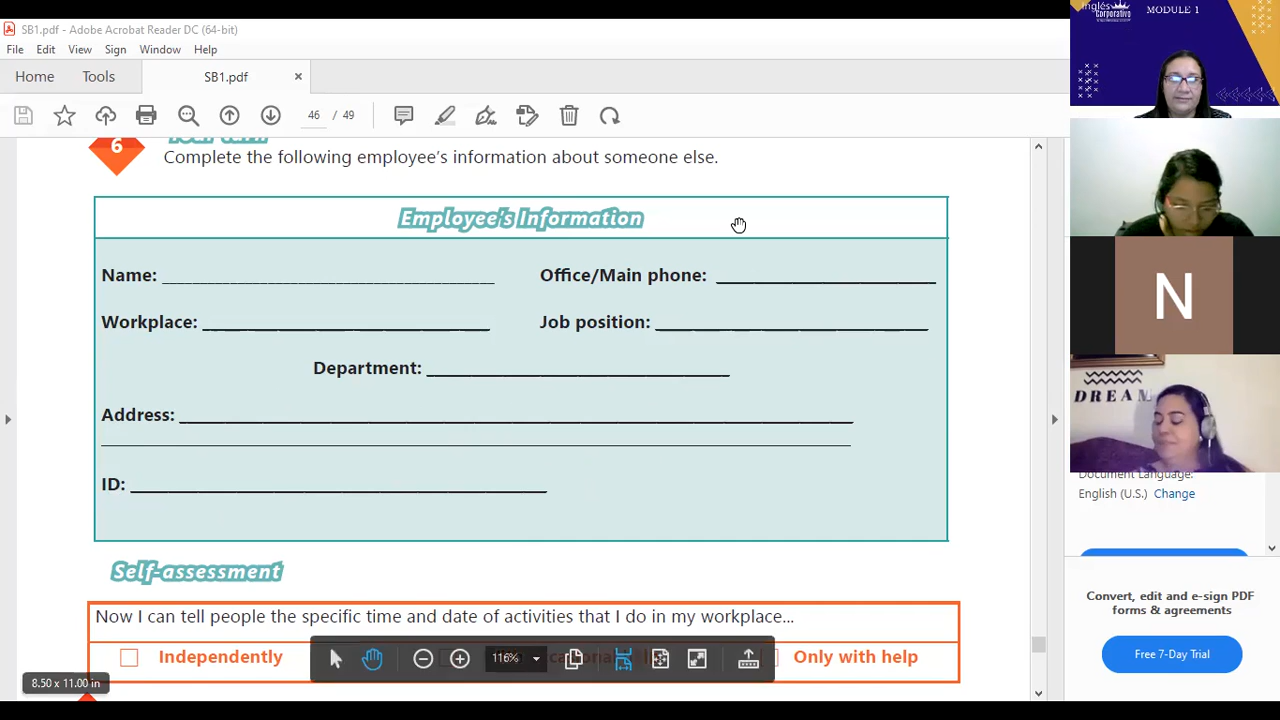 SB1.pdf - Adobe Acrobat Reader DC (64-bit)
File Edit View Sign Window Help
Home Tools SB1.pdf ×
46 / 49
6 Your turn
Complete the following employee's information about someone else.
Employee's Information
Name: Office/Main phone:
Workplace: Job position:
Department:
Address:
ID:
Self-assessment
Now I can tell people the specific time and date of activities that I do in my workplace...
Independently Only with help
116%
8.50 x 11.00 in
Inglés
corporativo
MODULE 1
N
DREAM
Document Language:
English (U.S.) Change
Convert, edit and e-sign PDF
forms & agreements
Free 7-Day Trial